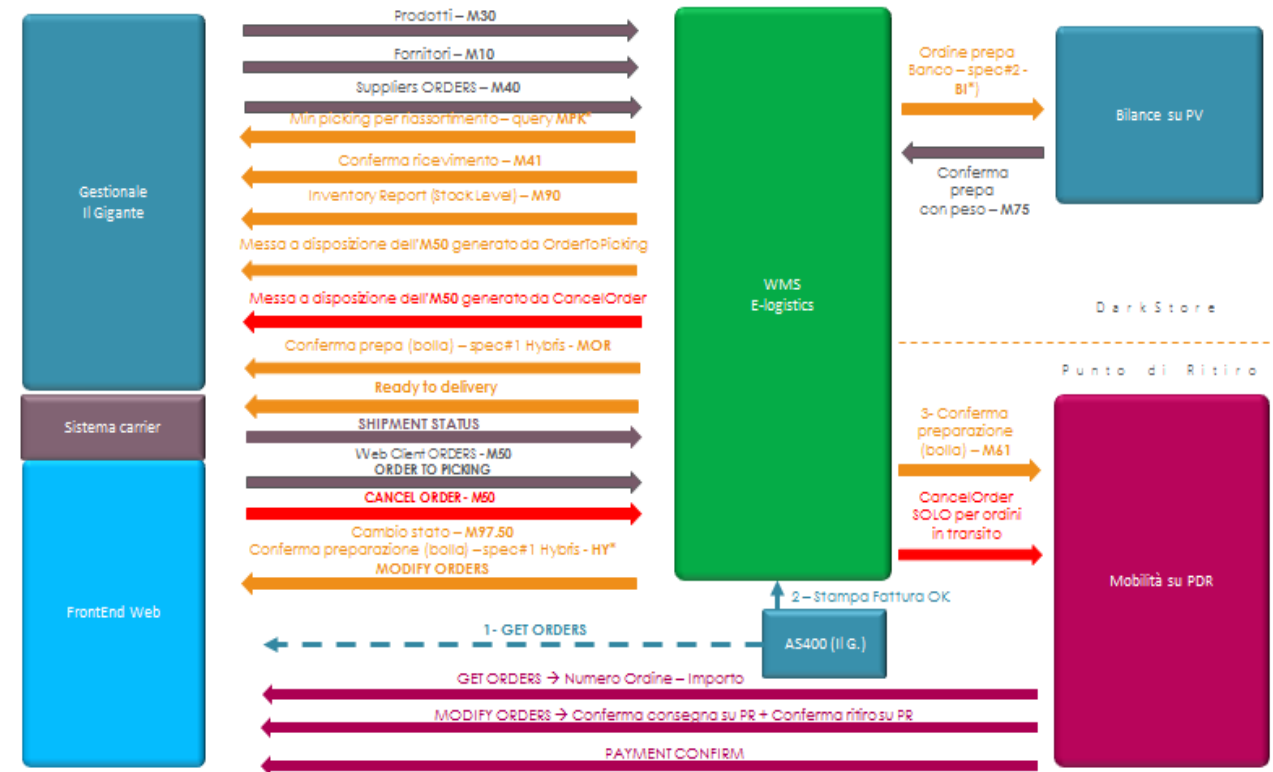 Prodotti – M30
Fornitori – M10
Suppliers ORDERS – M40
Min picking per riassortimento – query MPK*
Conferma ricevimento – M41
Inventory Report (Stock Level) – M90
Messa a disposizione dell'M50 generato da OrderToPicking
Messa a disposizione dell'M50 generato da CancelOrder
Conferma prepa (bolla) – spec#1 Hybris - MOR
Ready to delivery
SHIPMENT STATUS
Web Client ORDERS - M50
ORDER TO PICKING
CANCEL ORDER - M50
Cambio stato – M97.50
Conferma preparazione (bolla) – spec#1 Hybris - HY*
MODIFY ORDERS
Gestionale
Il Gigante
Sistema carrier
FrontEnd Web
WMS
E-logistics
Ordine prepa
Banco – spec#2 -
BI*)
Conferma
prepa
con peso – M75
Bilance su PV
DarkStore
Punto di Ritiro
3- Conferma
preparazione
(bolla) – M61
CancelOrder
SOLO per ordini
in transito
Mobilità su PDR
2 – Stampa Fattura OK
AS400 (Il G.)
1- GET ORDERS
GET ORDERS → Numero Ordine – Importo
MODIFY ORDERS → Conferma consegna su PR + Conferma ritiro su PR
PAYMENT CONFIRM